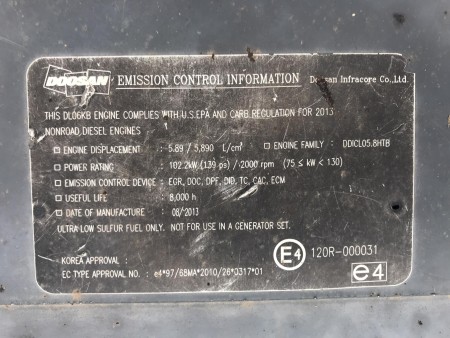 DOOSAN EMISSION CONTROL INFORMATION Doosan Infracore Co.,Ltd.
THIS DL06KB ENGINE COMPLIES WITH U.S.EPA AND CARB REGULATION FOR 2013
NONROAD DIESEL ENGINES
ENGINE DISPLACEMENT : 5.89 / 5,890 L/cm³ ENGINE FAMILY : DDICL05.8HTB
POWER RATING : 102.2kW (139 ps) / 2000 rpm (75 ≤ kW < 130)
EMISSION CONTROL DEVICE : EGR, DOC, DPF, DID, TC, CAC, ECM
USEFUL LIFE : 8,000 h
DATE OF MANUFACTURE : 08/2013
ULTRA LOW SULFUR FUEL ONLY. NOT FOR USE IN A GENERATOR SET.
KOREA APPROVAL :
E4 120R-000031
EC TYPE APPROVAL NO. : e4*97/68MA*2010/26*0317*01
e4